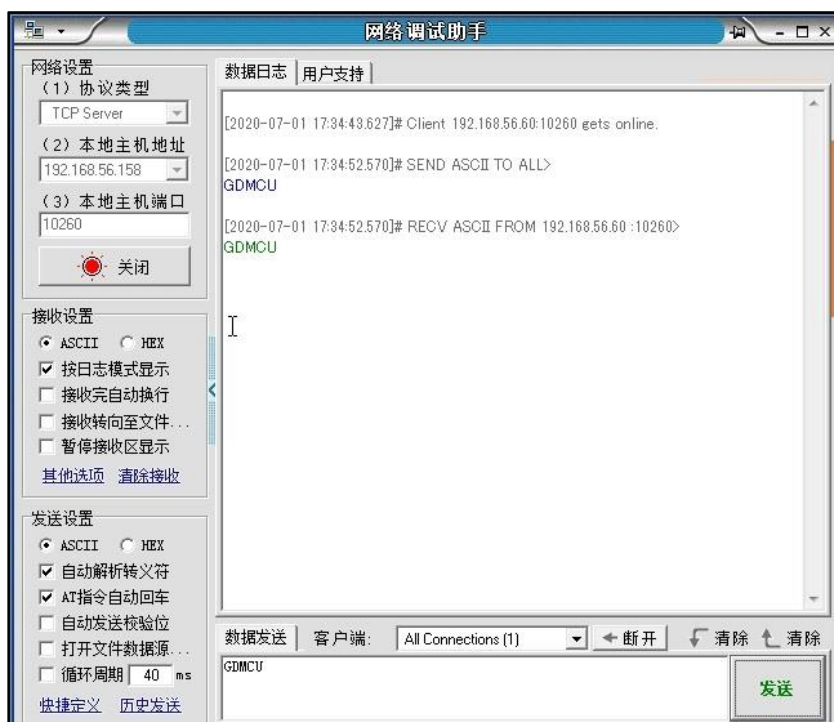 网络调试助手
网络设置
(1) 协议类型
TCP Server
(2) 本地主机地址
192.168.56.158
(3) 本地主机端口
10260
关闭
接收设置
ASCII HEX
按日志模式显示
接收完自动换行
接收转向至文件...
暂停接收区显示
其他选项 清除接收
发送设置
ASCII HEX
自动解析转义符
AT指令自动回车
自动发送校验位
打开文件数据源...
循环周期 40 ms
快捷定义 历史发送
数据日志 用户支持
[2020-07-01 17:34:43.627]# Client 192.168.56.60:10260 gets online.
[2020-07-01 17:34:52.570]# SEND ASCII TO ALL>
GDMCU
[2020-07-01 17:34:52.570]# RECV ASCII FROM 192.168.56.60 :10260>
GDMCU
数据发送 客户端: All Connections (1) 断开 清除 清除
GDMCU
发送